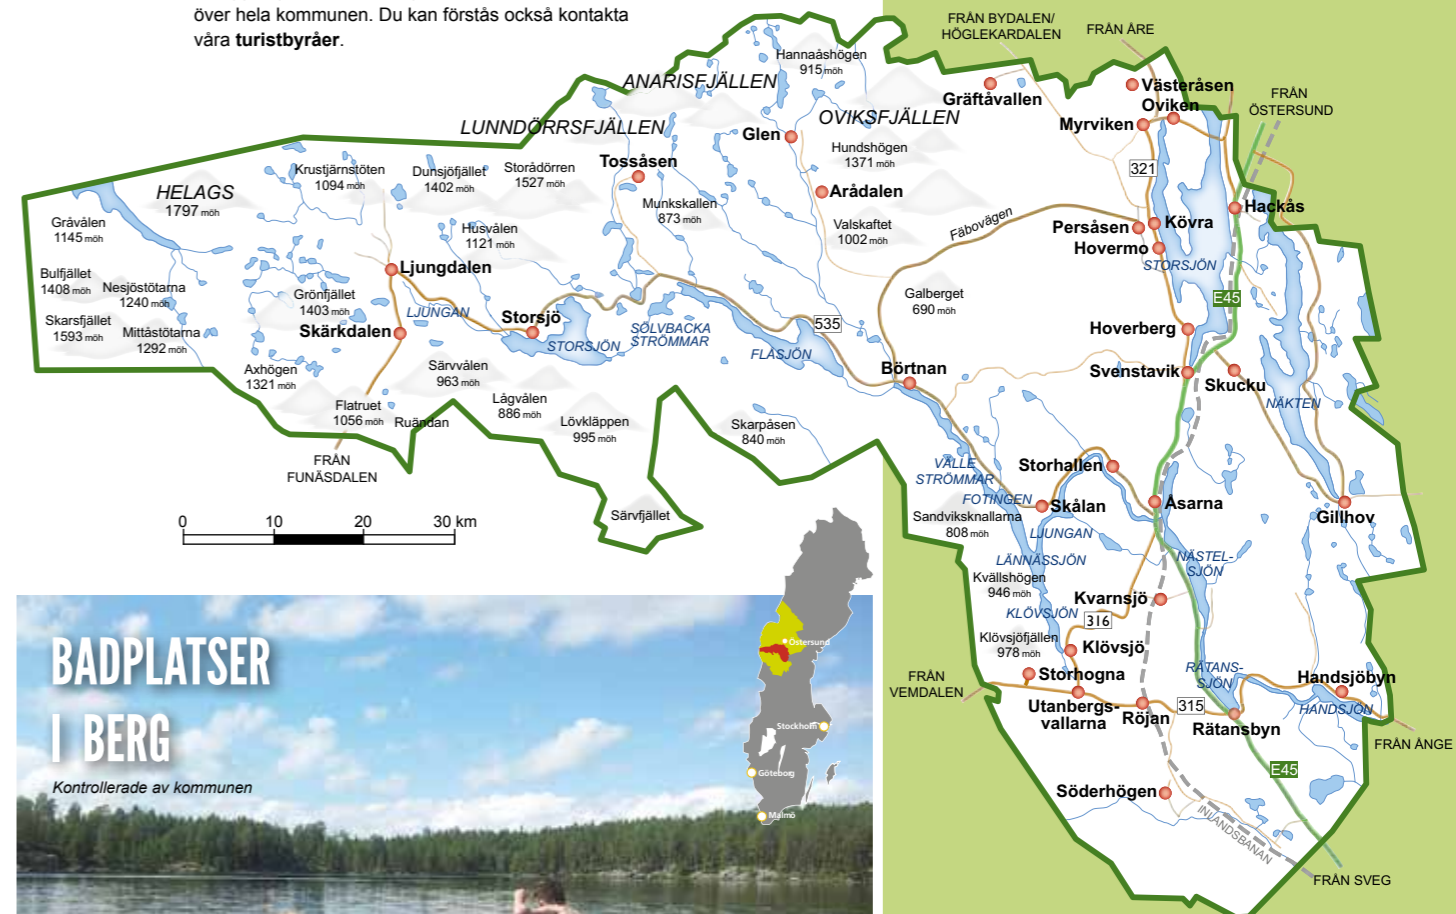 över hela kommunen. Du kan förstås också kontakta
våra turistbyråer.
FRÅN BYDALEN/
HÖGLEKARDALEN
FRÅN ÅRE
FRÅN
ÖSTERSUND
Hannaåshögen
915 möh
ANARISFJÄLLEN
Gräftåvallen
Västeråsen
Oviken
Myrviken
OVIKSFJÄLLEN
LUNNDÖRRSFJÄLLEN
Glen
Hundshögen
1371 möh
Tossåsen
321
Krustjärnstöten
1094 möh
Dunsjöfjället
1402 möh
Storådörren
1527 möh
HELAGS
1797 möh
Arådalen
Munkskallen
873 möh
Valskaftet
1002 möh
Fäbovägen
Hackås
Kövra
Persåsen
Hovermo
STORSJÖN
Gråvålen
1145 möh
Husvålen
1121 möh
Ljungdalen
Bulfjället
1408 möh
Nesjöstötarna
1240 möh
Grönfjället
1403 möh
Galberget
690 möh
E45
LJUNGAN
Storsjö
Skarsfjället
1593 möh
Mittåstötarna
1292 möh
Skärkdalen
STORSJÖN
SÖLVBACKA
STRÖMMAR
535
FLÅSJÖN
Hoverberg
Axhögen
1321 möh
Särvvålen
963 möh
Börtnan
Svenstavik
Skucku
NÄKTEN
Lågvålen
886 möh
Flatruet
1056 möh
Ruändan
Lövkläppen
995 möh
Skarpåsen
840 möh
FRÅN
FUNÄSDALEN
VÄLLE
STRÖMMAR
Storhallen
FOTINGEN
Skålan
Åsarna
Gillhov
Särvfjället
Sandviksknallarna
808 möh
0
10
20
30 km
LJUNGAN
LÄNNÄSSJÖN
NÄSTEL-
SJÖN
Kvällshögen
946 möh
Kvarnsjö
KLÖVSJÖN
316
Klövsjöfjällen
978 möh
Klövsjö
RÄTANS-
SJÖN
Storhogna
Handsjöbyn
FRÅN
VEMDALEN
Utanbergs-
vallarna
Röjan
315
Rätansbyn
HANDSJÖN
FRÅN ÅNGE
E45
Söderhögen
INLANDSBANAN
FRÅN SVEG
BADPLATSER
I BERG
Kontrollerade av kommunen
Östersund
Stockholm
Göteborg
Malmö